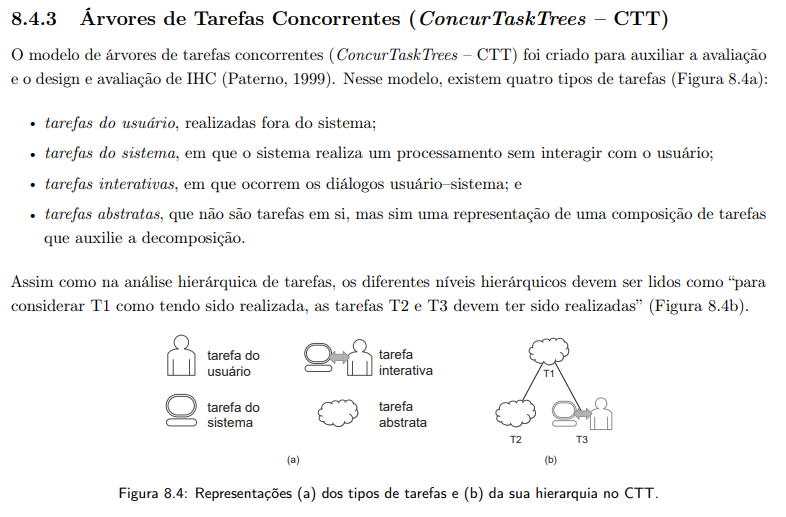 8.4.3 Árvores de Tarefas Concorrentes (ConcurTaskTrees – CTT)
O modelo de árvores de tarefas concorrentes (ConcurTaskTrees – CTT) foi criado para auxiliar a avaliação
e o design e avaliação de IHC (Paterno, 1999). Nesse modelo, existem quatro tipos de tarefas (Figura 8.4a):
• tarefas do usuário, realizadas fora do sistema;
• tarefas do sistema, em que o sistema realiza um processamento sem interagir com o usuário;
• tarefas interativas, em que ocorrem os diálogos usuário–sistema; e
• tarefas abstratas, que não são tarefas em si, mas sim uma representação de uma composição de tarefas
que auxilie a decomposição.
Assim como na análise hierárquica de tarefas, os diferentes níveis hierárquicos devem ser lidos como “para
considerar T1 como tendo sido realizada, as tarefas T2 e T3 devem ter sido realizadas” (Figura 8.4b).
tarefa do
usuário
tarefa
interativa
tarefa do
sistema
tarefa
abstrata
(a)
T1
T2
T3
(b)
Figura 8.4: Representações (a) dos tipos de tarefas e (b) da sua hierarquia no CTT.